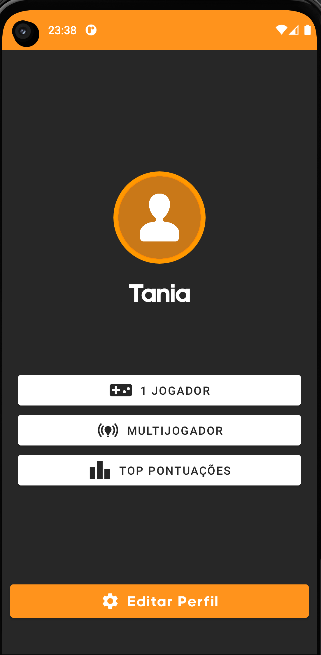 23:38
Tania
1 JOGADOR
MULTIJOGADOR
TOP PONTUAÇÕES
Editar Perfil